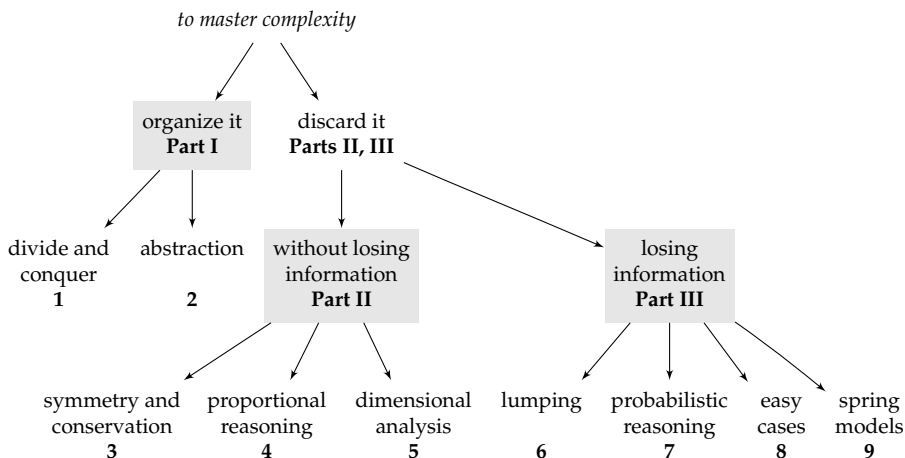 to master complexity
organize it
Part I
discard it
Parts II, III
divide and
conquer
1
abstraction
2
without losing
information
Part II
losing
information
Part III
symmetry and
conservation
3
proportional
reasoning
4
dimensional
analysis
5
lumping
6
probabilistic
reasoning
7
easy
cases
8
spring
models
9